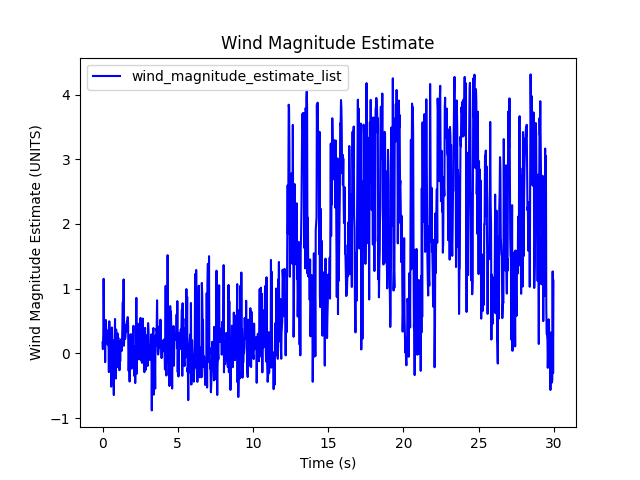 Wind Magnitude Estimate
wind_magnitude_estimate_list
Wind Magnitude Estimate (UNITS)
4
3
2
1
0
−1
0 5 10 15 20 25 30
Time (s)